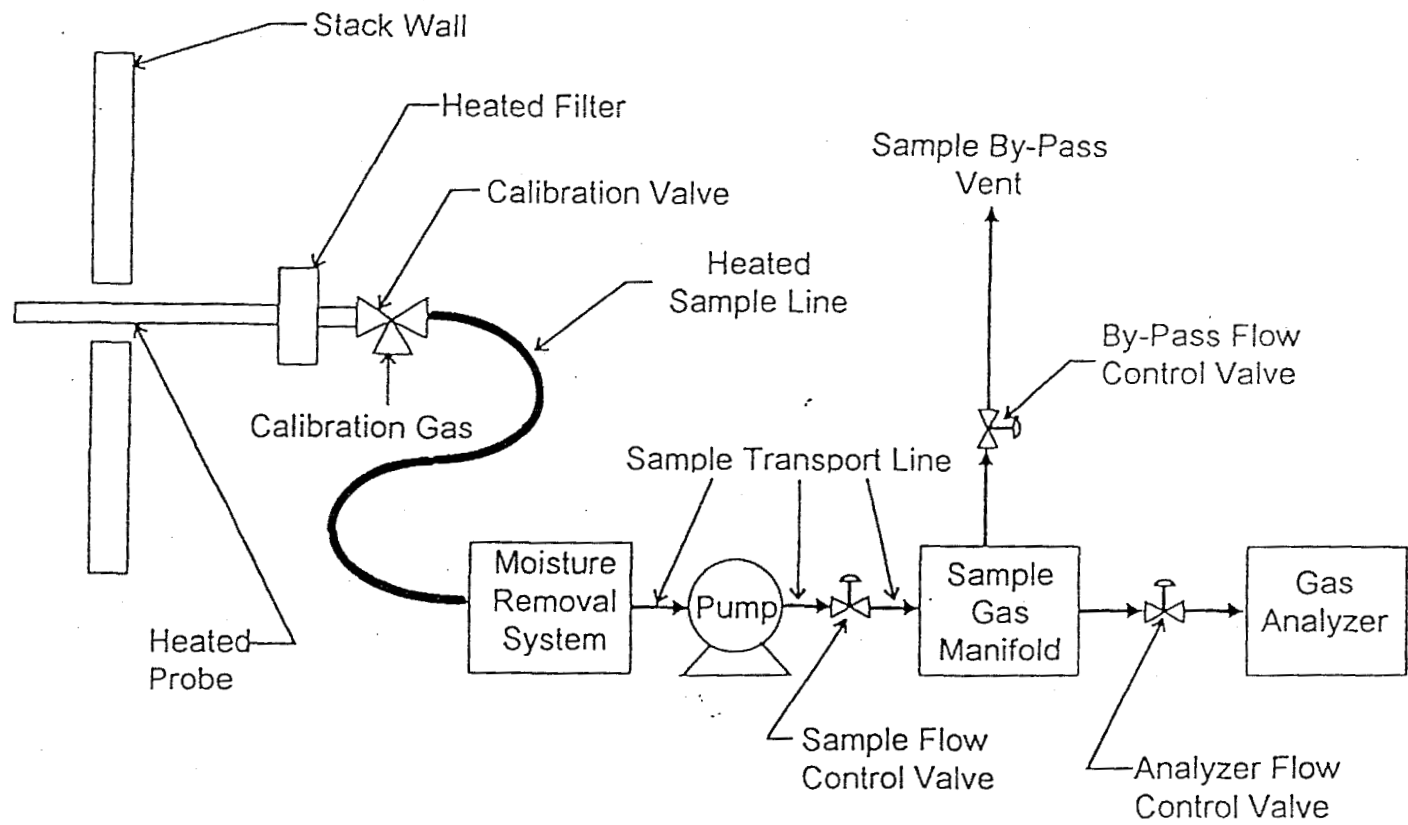 Stack Wall
Heated Filter
Sample By-Pass
Vent
Calibration Valve
Heated
Sample Line
By-Pass Flow
Control Valve
Calibration Gas
Sample Transport Line
Moisture
Removal
System
Pump
Sample
Gas
Manifold
Gas
Analyzer
Heated
Probe
Sample Flow
Control Valve
Analyzer Flow
Control Valve